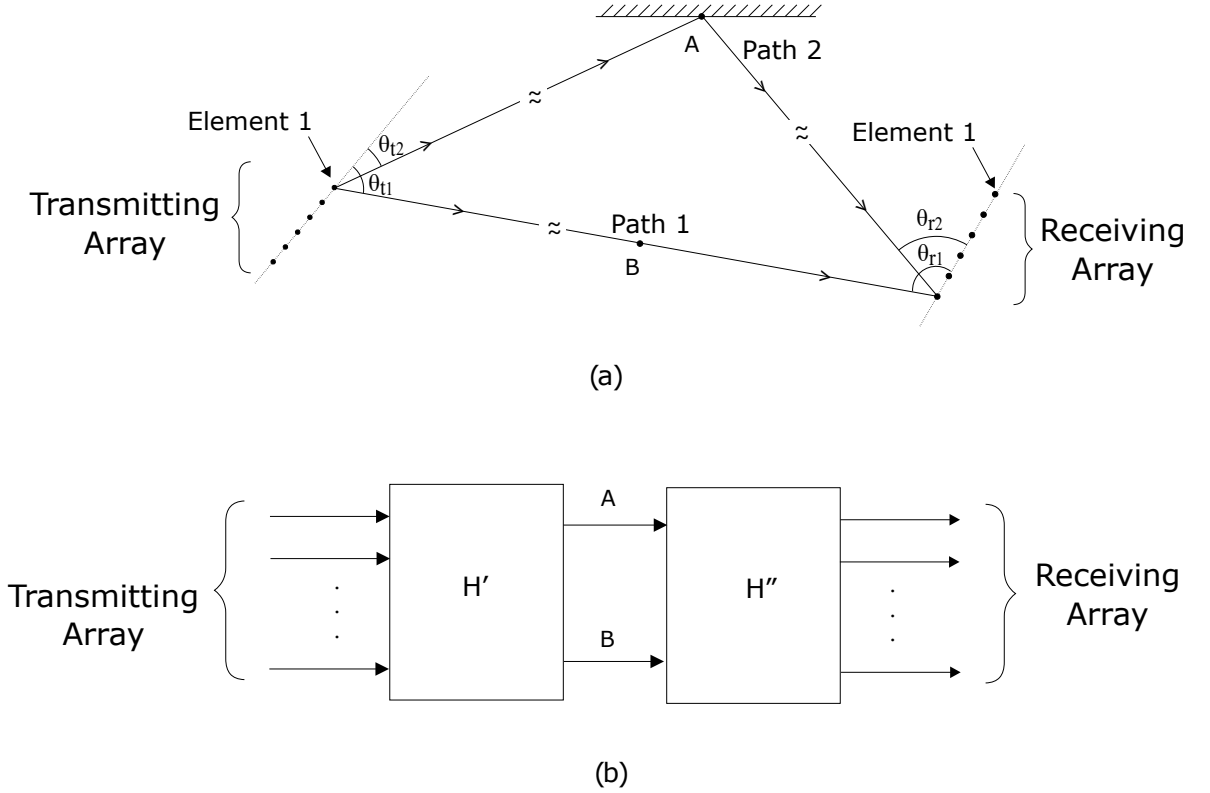 A
Path 2
≈
Element 1
≈
Element 1
θt2
θt1
Transmitting
Array
Path 1
≈
B
θr2
θr1
Receiving
Array
(a)
A
H′
H″
B
Transmitting
Array
Receiving
Array
(b)